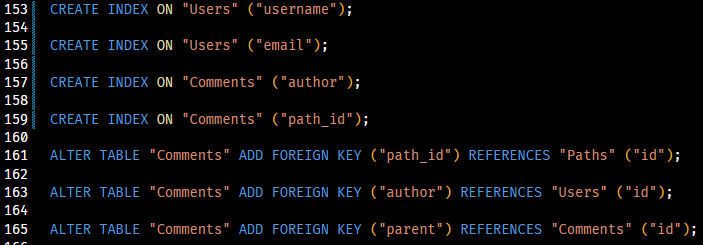 153 CREATE INDEX ON "Users" ("username");
154
155 CREATE INDEX ON "Users" ("email");
156
157 CREATE INDEX ON "Comments" ("author");
158
159 CREATE INDEX ON "Comments" ("path_id");
160
161 ALTER TABLE "Comments" ADD FOREIGN KEY ("path_id") REFERENCES "Paths" ("id");
162
163 ALTER TABLE "Comments" ADD FOREIGN KEY ("author") REFERENCES "Users" ("id");
164
165 ALTER TABLE "Comments" ADD FOREIGN KEY ("parent") REFERENCES "Comments" ("id");